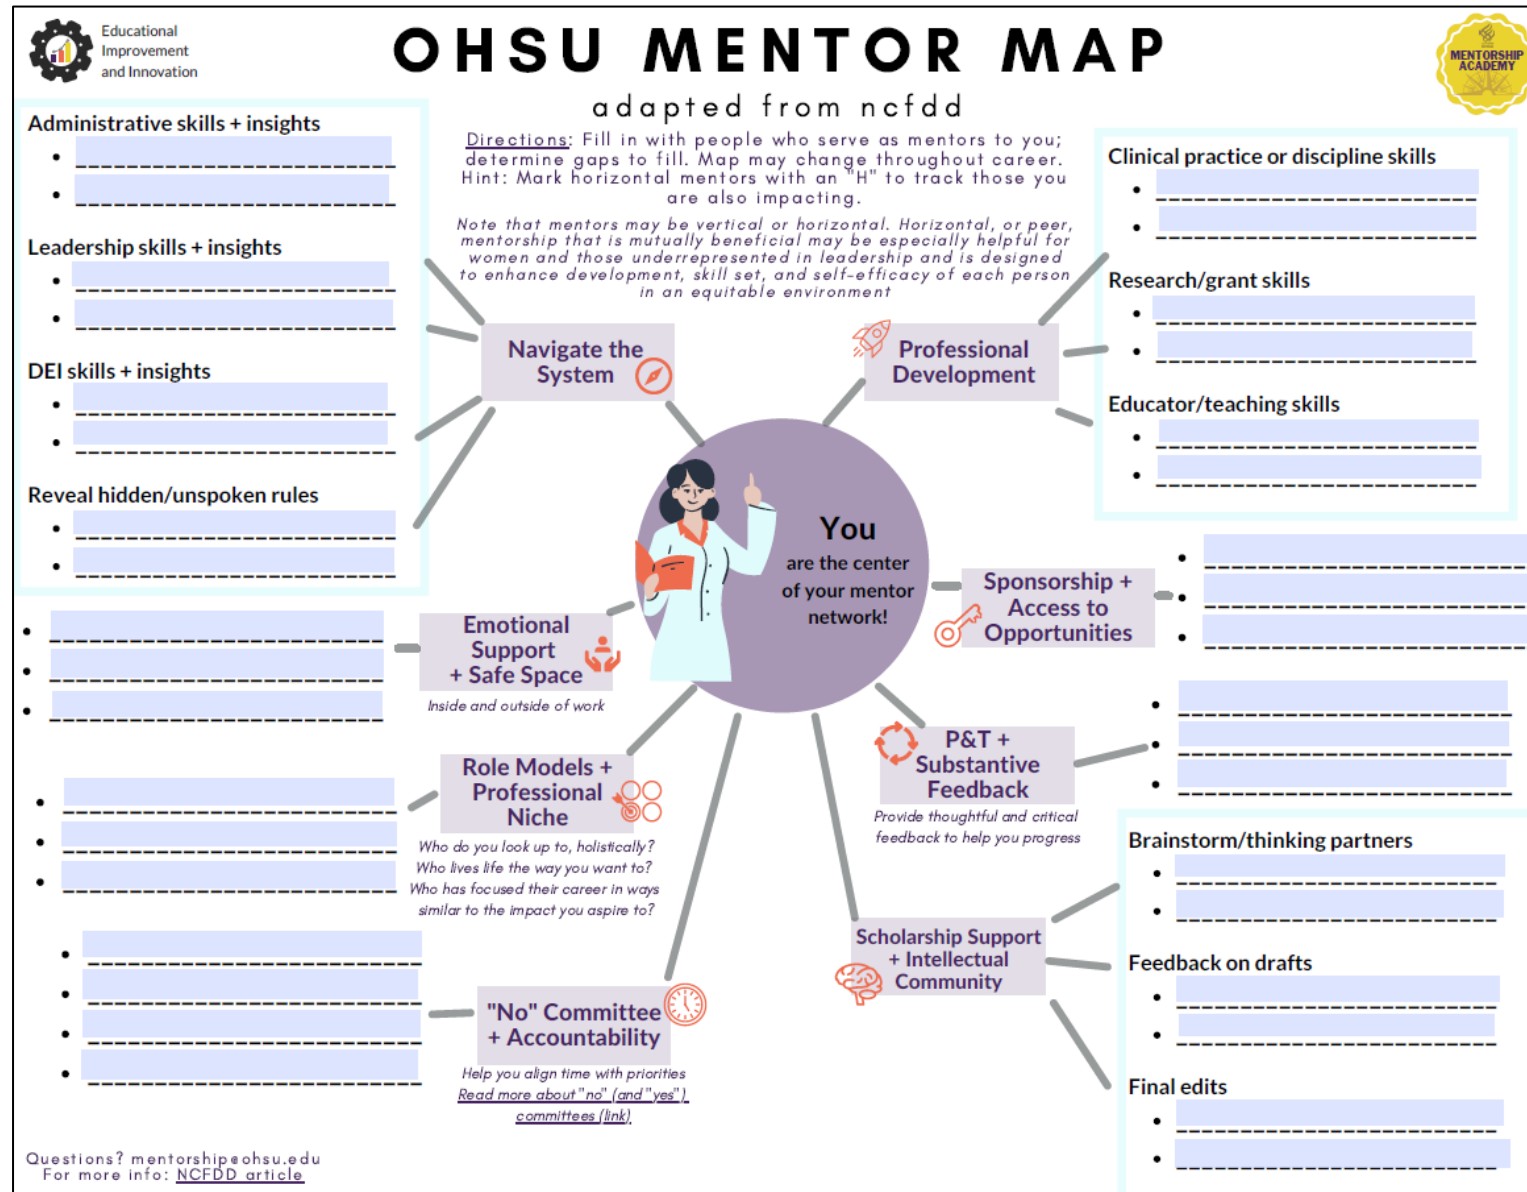 Educational
Improvement
and Innovation
OHSU MENTOR MAP
MENTORSHIP
ACADEMY
adapted from ncfdd
Directions: Fill in with people who serve as mentors to you;
determine gaps to fill. Map may change throughout career.
Hint: Mark horizontal mentors with an "H" to track those you
are also impacting.
Note that mentors may be vertical or horizontal. Horizontal, or peer,
mentorship that is mutually beneficial may be especially helpful for
women and those underrepresented in leadership and is designed
to enhance development, skill set, and self-efficacy of each person
in an equitable environment
Administrative skills + insights
Leadership skills + insights
DEI skills + insights
Reveal hidden/unspoken rules
Navigate the
System
Professional
Development
Clinical practice or discipline skills
Research/grant skills
Educator/teaching skills
You
are the center
of your mentor
network!
Sponsorship +
Access to
Opportunities
Emotional
Support
+ Safe Space
Inside and outside of work
P&T +
Substantive
Feedback
Provide thoughtful and critical
feedback to help you progress
Role Models +
Professional
Niche
Who do you look up to, holistically?
Who lives life the way you want to?
Who has focused their career in ways
similar to the impact you aspire to?
Scholarship Support
+ Intellectual
Community
Brainstorm/thinking partners
Feedback on drafts
Final edits
"No" Committee
+ Accountability
Help you align time with priorities
Read more about "no" (and "yes")
committees (link)
Questions? mentorship@ohsu.edu
For more info: NCFDD article